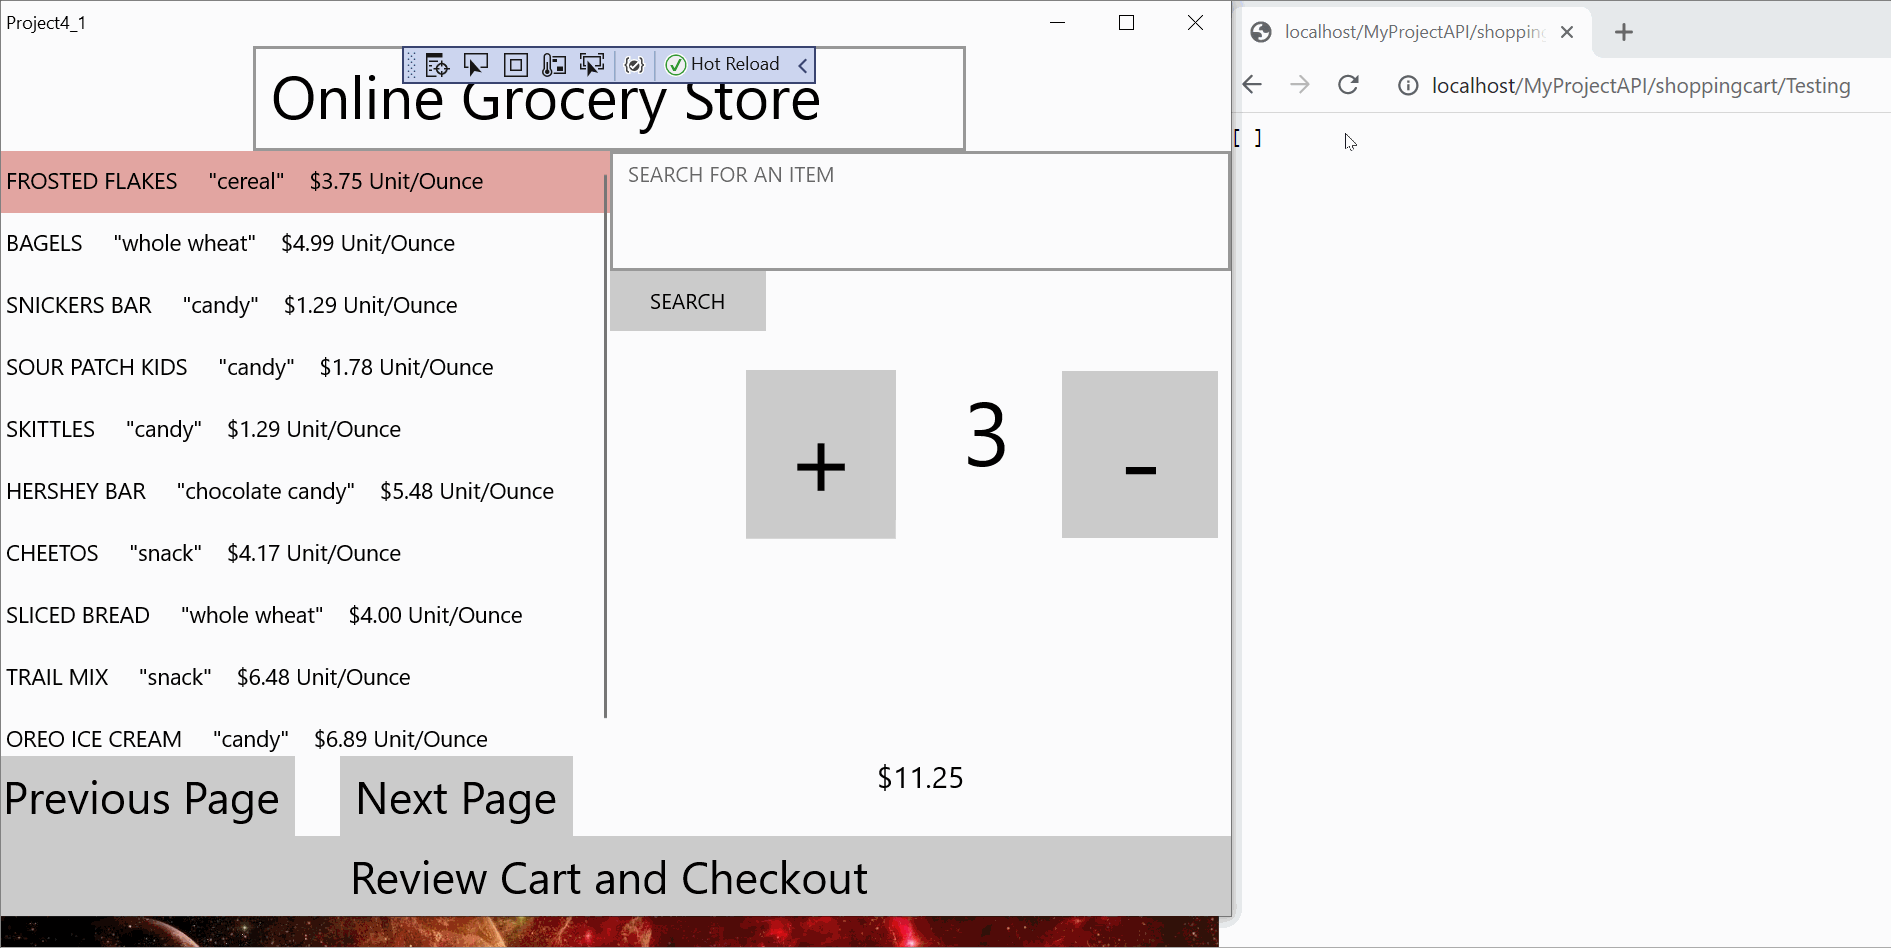 Project4_1
Hot Reload
Online Grocery Store
FROSTED FLAKES "cereal" $3.75 Unit/Ounce
BAGELS "whole wheat" $4.99 Unit/Ounce
SNICKERS BAR "candy" $1.29 Unit/Ounce
SOUR PATCH KIDS "candy" $1.78 Unit/Ounce
SKITTLES "candy" $1.29 Unit/Ounce
HERSHEY BAR "chocolate candy" $5.48 Unit/Ounce
CHEETOS "snack" $4.17 Unit/Ounce
SLICED BREAD "whole wheat" $4.00 Unit/Ounce
TRAIL MIX "snack" $6.48 Unit/Ounce
OREO ICE CREAM "candy" $6.89 Unit/Ounce
Previous Page
Next Page
SEARCH FOR AN ITEM
SEARCH
+ 3 -
$11.25
Review Cart and Checkout
localhost/MyProjectAPI/shopping
localhost/MyProjectAPI/shoppingcart/Testing
[ ]